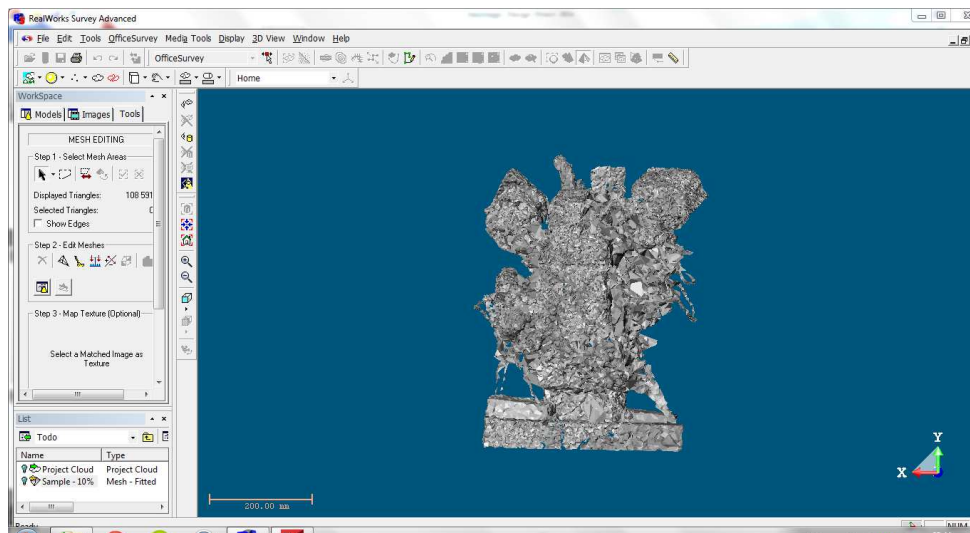 RealWorks Survey Advanced
File Edit Tools OfficeSurvey Media Tools Display 3D View Window Help
OfficeSurvey
Home
WorkSpace
Models Images Tools
MESH EDITING
Step 1 - Select Mesh Areas
Displayed Triangles: 108 591
Selected Triangles:
Show Edges
Step 2 - Edit Meshes
Step 3 - Map Texture (Optional)
Select a Matched Image as
Texture
List
Todo
Name Type
Project Cloud Project Cloud
Sample - 10% Mesh - Fitted
200.00 mm
Y
X
Ready
NUM